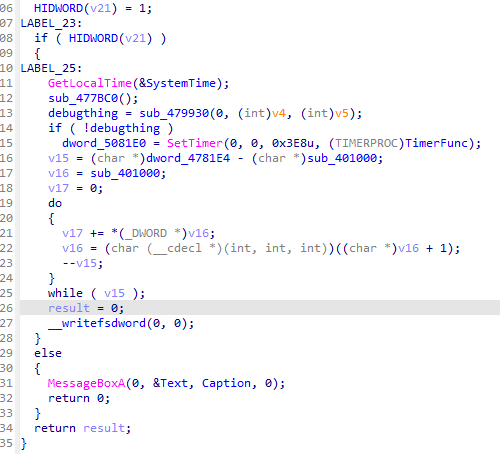 06   HIDWORD(v21) = 1;
07 LABEL_23:
08   if ( HIDWORD(v21) )
09   {
10 LABEL_25:
11     GetLocalTime(&SystemTime);
12     sub_477BC0();
13     debugthing = sub_479930(0, (int)v4, (int)v5);
14     if ( !debugthing )
15       dword_5081E0 = SetTimer(0, 0, 0x3E8u, (TIMERPROC)TimerFunc);
16     v15 = (char *)dword_4781E4 - (char *)sub_401000;
17     v16 = sub_401000;
18     v17 = 0;
19     do
20     {
21       v17 += *(_DWORD *)v16;
22       v16 = (char (__cdecl *)(int, int, int))((char *)v16 + 1);
23       --v15;
24     }
25     while ( v15 );
26     result = 0;
27     __writefsdword(0, 0);
28   }
29   else
30   {
31     MessageBoxA(0, &Text, Caption, 0);
32     return 0;
33   }
34   return result;
35 }